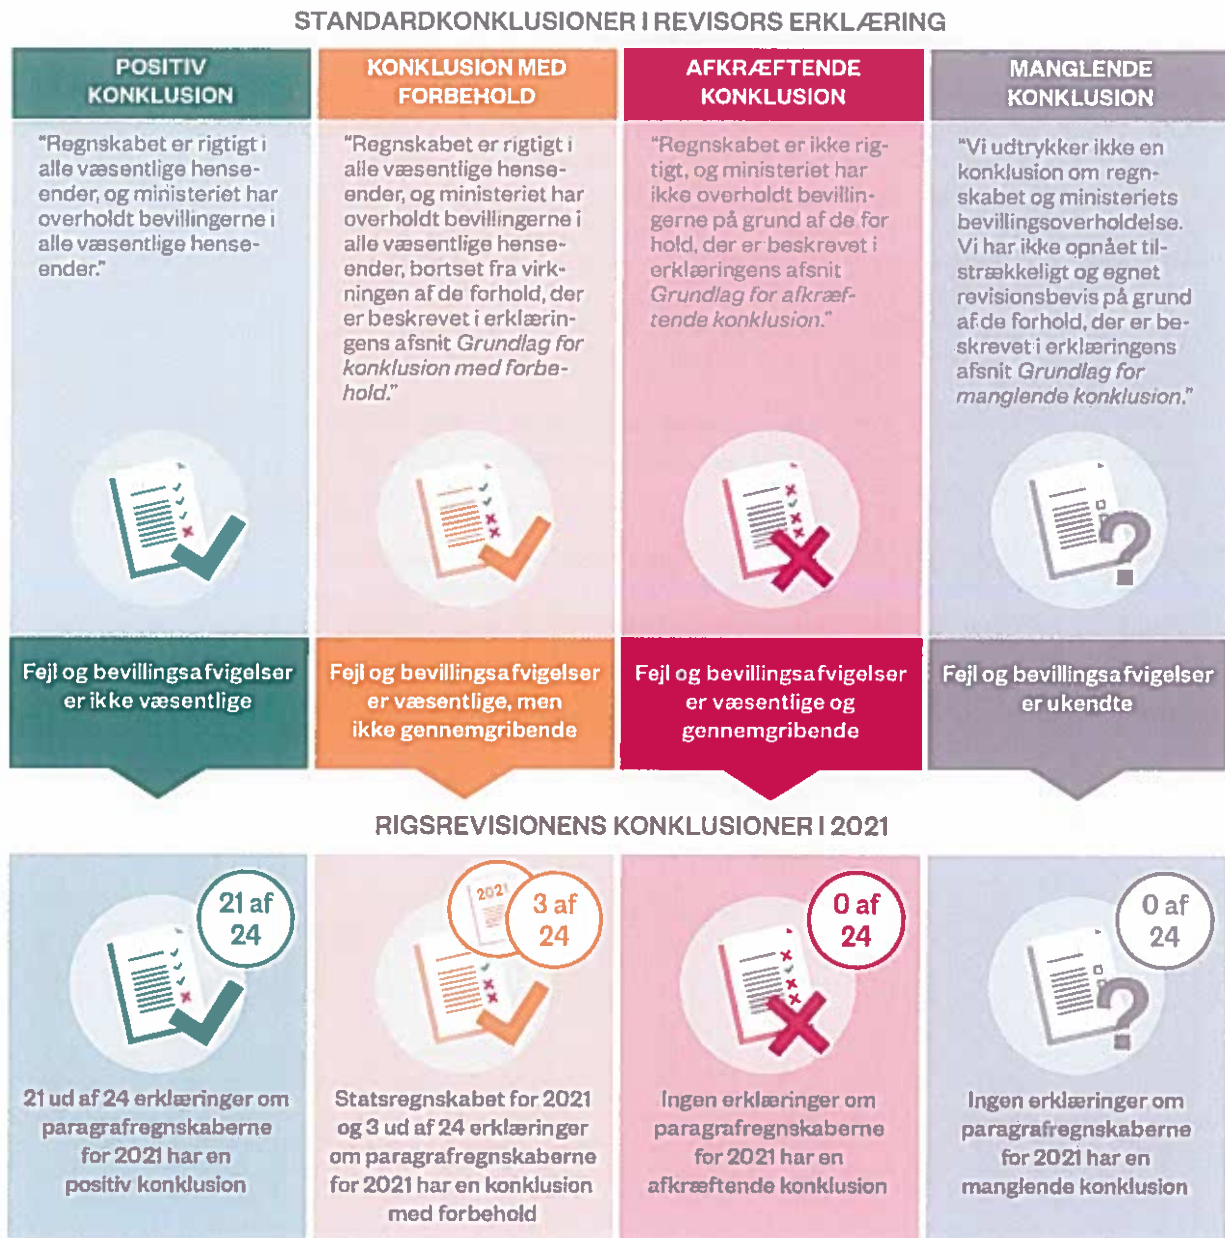 STANDARDKONKLUSIONER I REVISORS ERKLÆRING
POSITIV
KONKLUSION
"Regnskabet er rigtigt i
alle væsentlige hense-
ender, og ministeriet har
overholdt bevillingerne i
alle væsentlige hense-
ender."
Fejl og bevillingsafvigelser
er ikke væsentlige
KONKLUSION MED
FORBEHOLD
"Regnskabet er rigtigt i
alle væsentlige hense-
ender, og ministeriet har
overholdt bevillingerne i
alle væsentlige hense-
ender, bortset fra virk-
ningen af de forhold, der
er beskrevet i erklærin-
gens afsnit Grundlag for
konklusion med forbe-
hold."
Fejl og bevillingsafvigelser
er væsentlige, men
ikke gennemgribende
AFKRÆFTENDE
KONKLUSION
"Regnskabet er ikke rig-
tigt, og ministeriet har
ikke overholdt bevillin-
gerne på grund af de for
hold, der er beskrevet i
erklæringens afsnit
Grundlag for afkræf-
tende konklusion."
Fejl og bevillingsafvigelser
er væsentlige og
gennemgribende
MANGLENDE
KONKLUSION
"Vi udtrykker ikke en
konklusion om regn-
skabet og ministeriets
bevillingsoverholdelse.
Vi har ikke opnået til-
strækkeligt og egnet
revisionsbevis på grund
af de forhold, der er be-
skrevet i erklæringens
afsnit Grundlag for
manglende konklusion."
Fejl og bevillingsafvigelser
er ukendte
RIGSREVISIONENS KONKLUSIONER I 2021
21 af
24
21 ud af 24 erklæringer om
paragrafregnskaberne
for 2021 har en
positiv konklusion
2021
3 af
24
Statsregnskabet for 2021
og 3 ud af 24 erklæringer
om paragrafregnskaberne
for 2021 har en konklusion
med forbehold
0 af
24
Ingen erklæringer om
paragrafregnskaberne
for 2021 har en
afkræftende konklusion
0 af
24
Ingen erklæringer om
paragrafregnskaberne
for 2021 har en
manglende konklusion